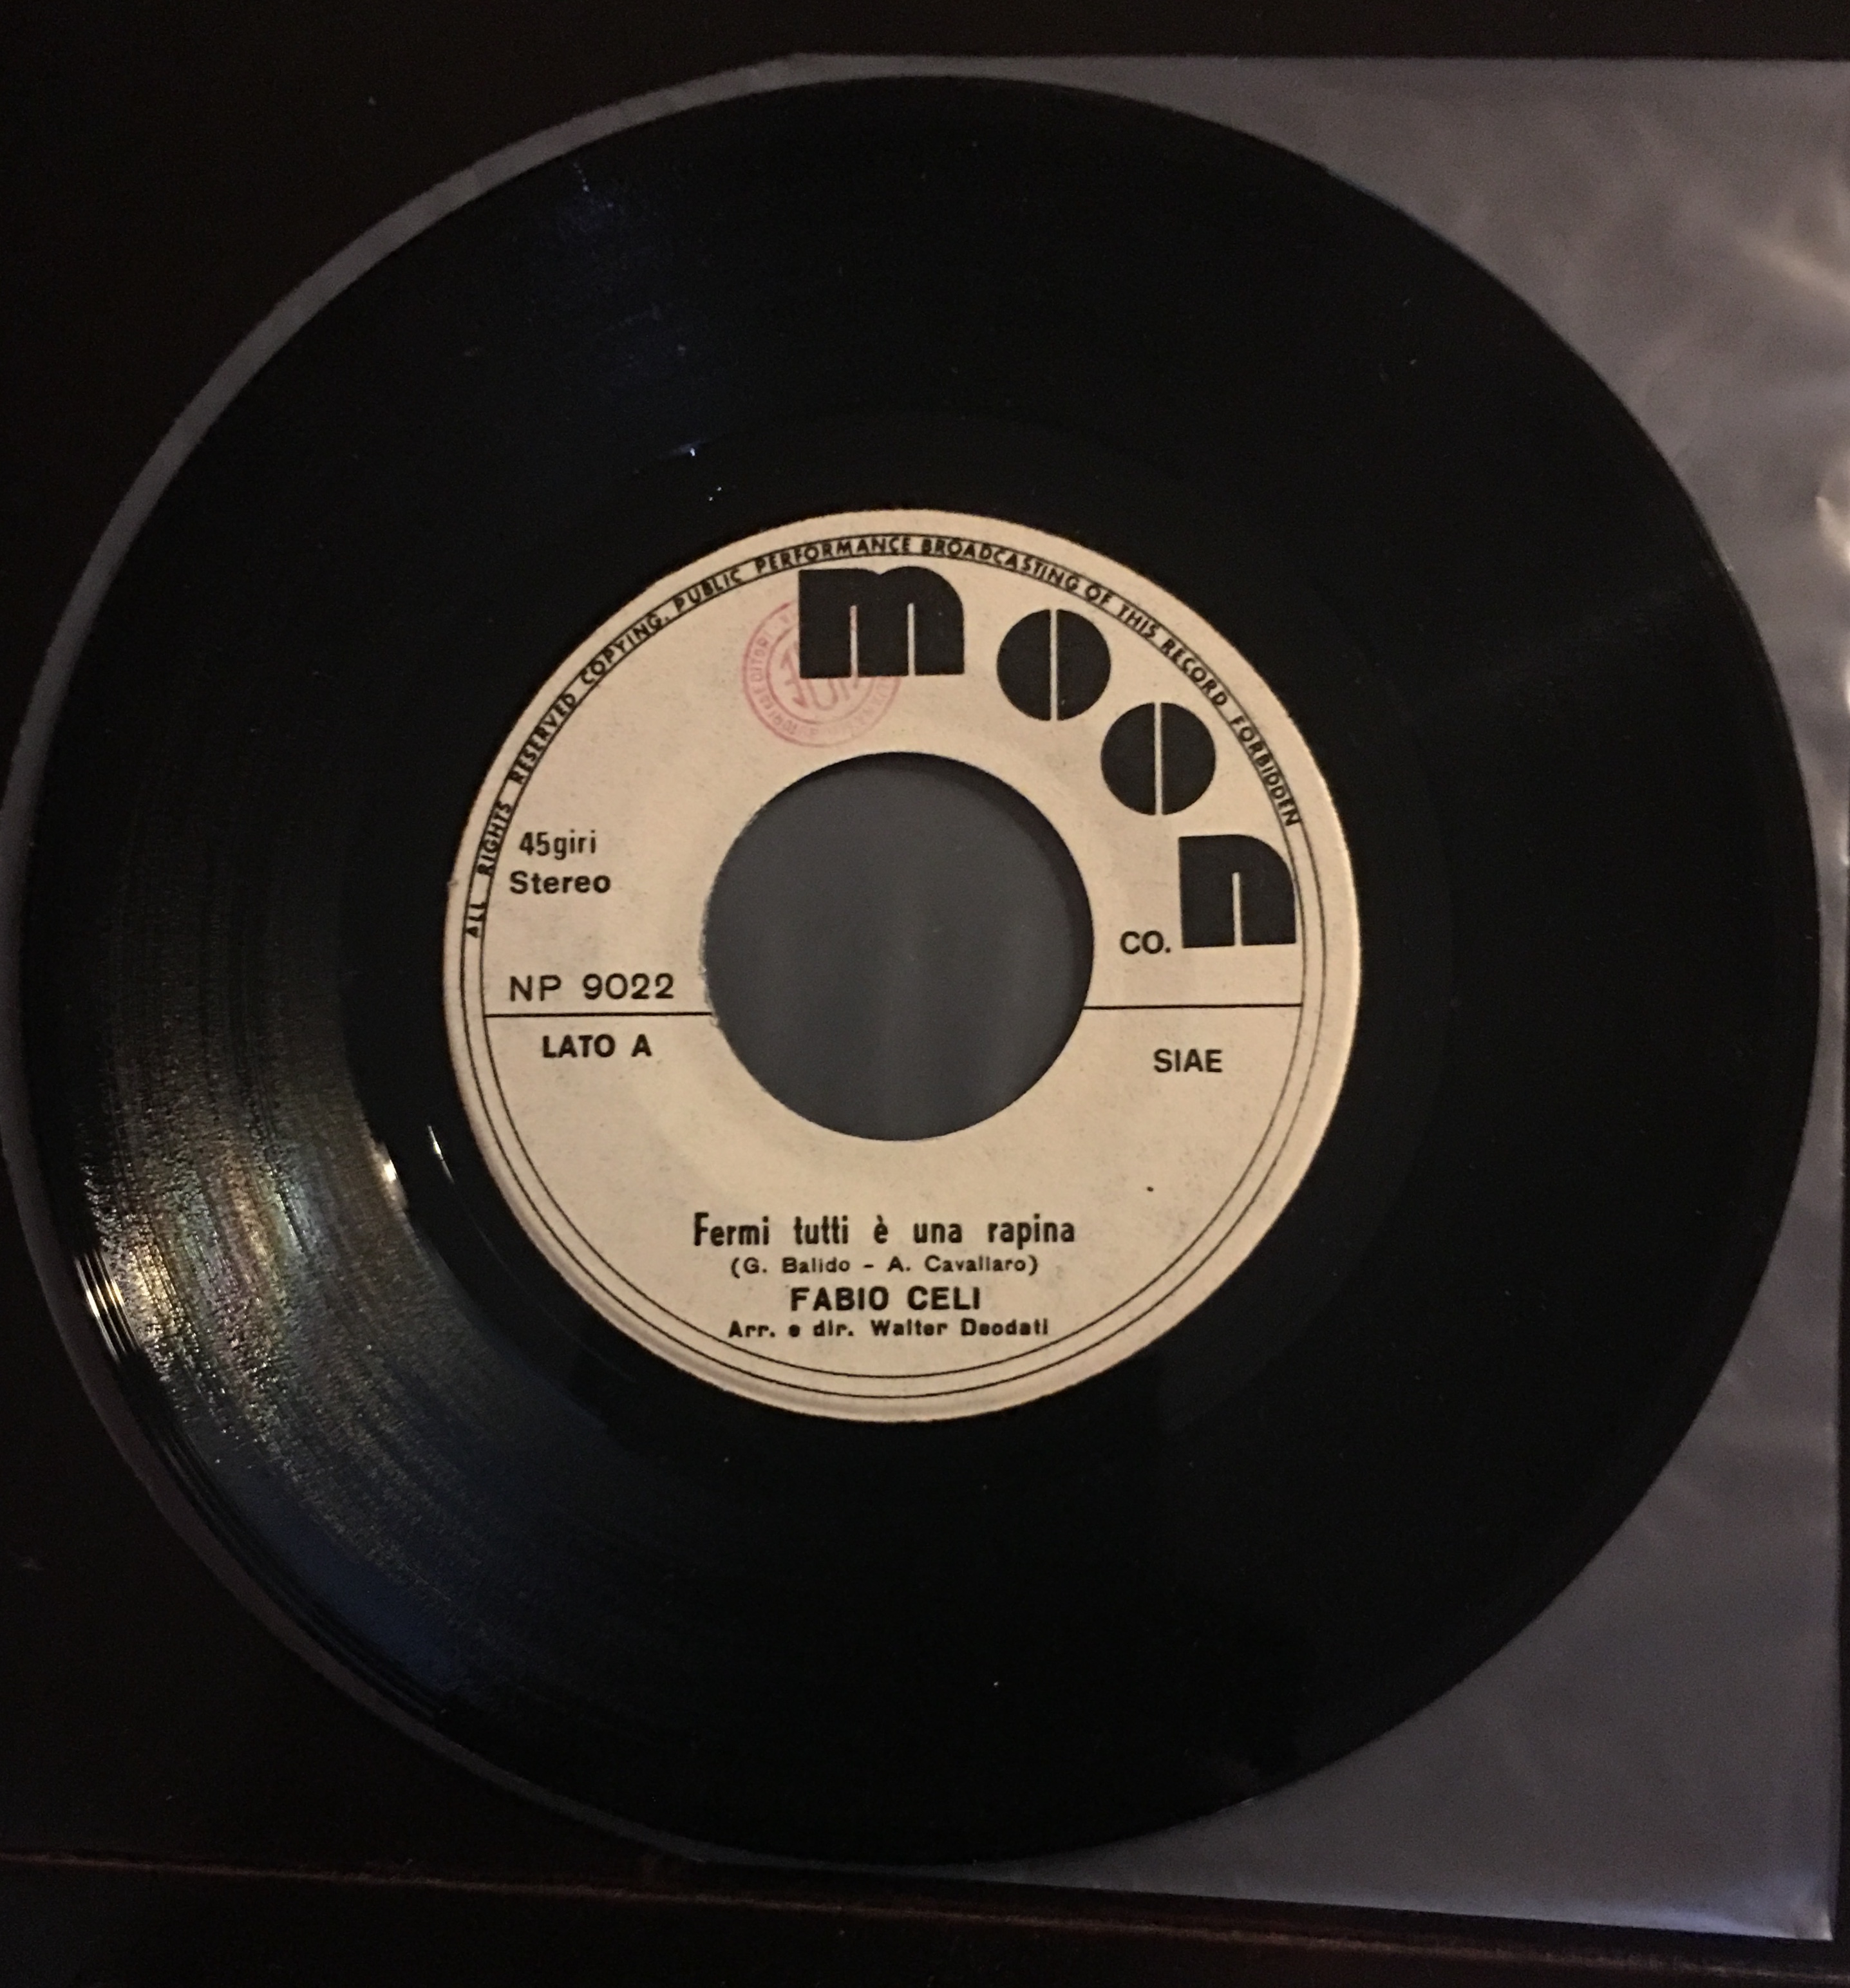 ALL RIGHTS RESERVED COPYING, PUBLIC PERFORMANCE BROADCASTING OF THIS RECORD FORBIDDEN
moon
CO.
45giri
Stereo
NP 9022
LATO A
SIAE
Fermi tutti è una rapina
(G. Balido - A. Cavallaro)
FABIO CELI
Arr. e dir. Walter Deodati